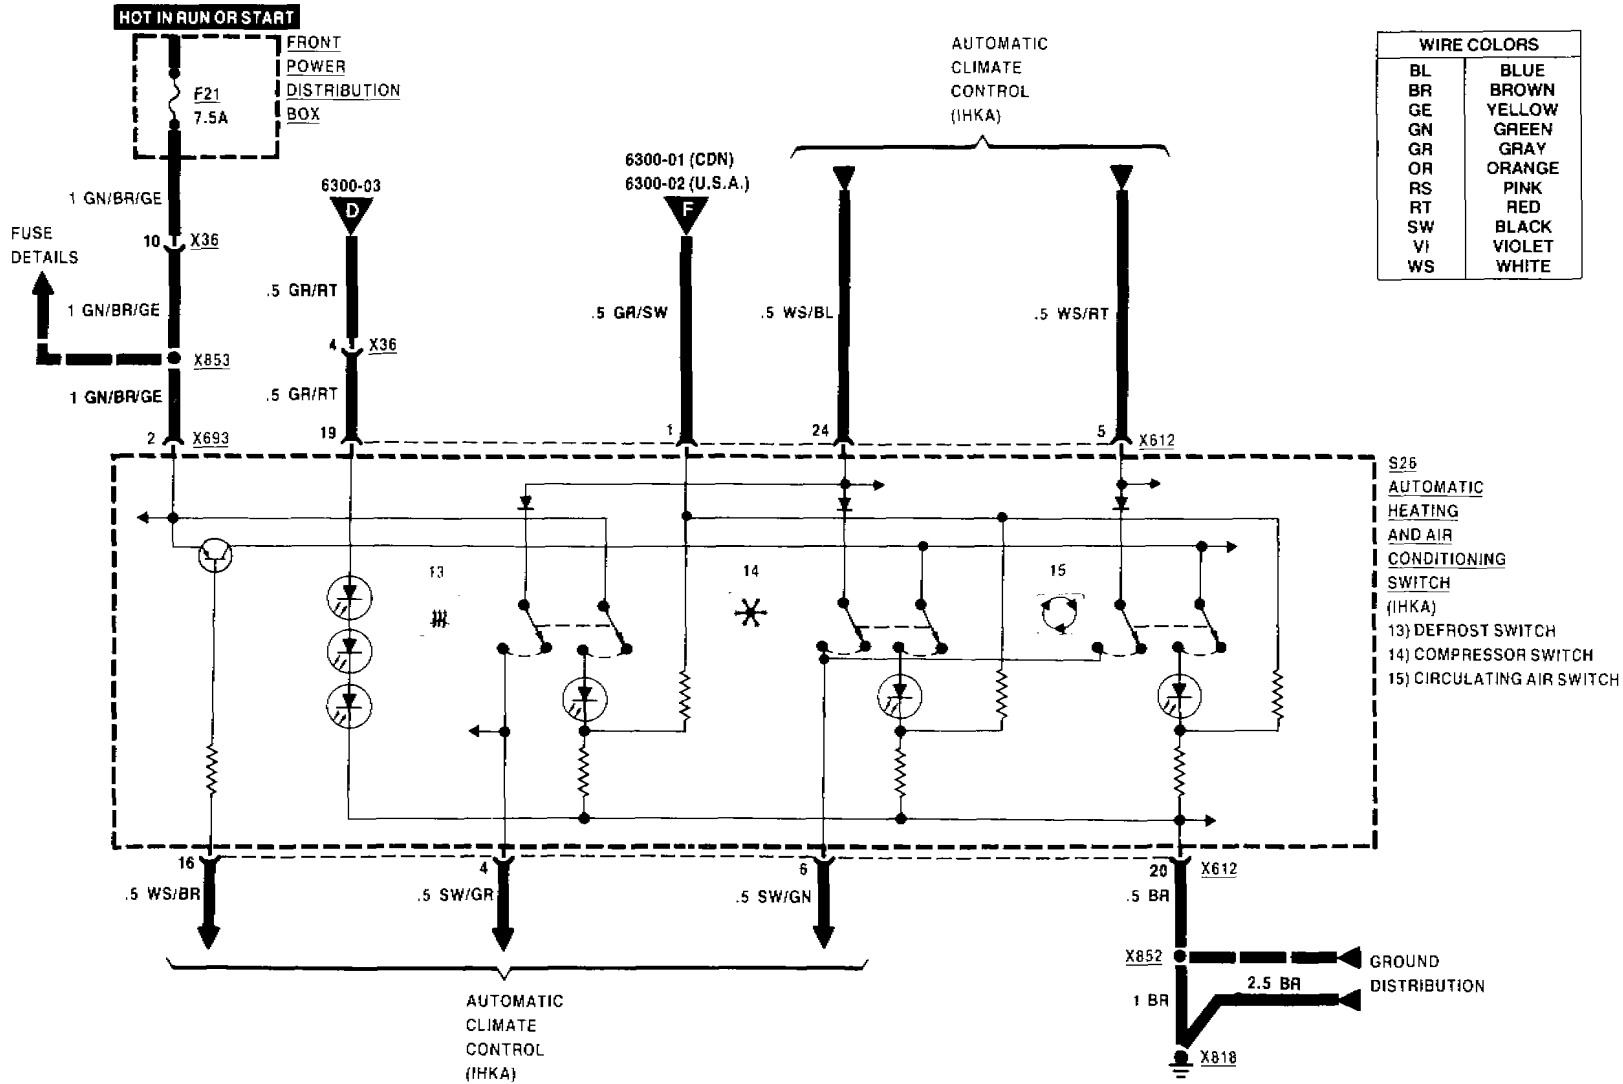 HOT IN RUN OR START
FRONT
POWER
DISTRIBUTION
BOX
F21
7.5A
1 GN/BR/GE
10
X36
FUSE
DETAILS
1 GN/BR/GE
X853
1 GN/BR/GE
2
X693
6300-03
D
.5 GR/RT
4
X36
.5 GR/RT
19
6300-01 (CDN)
6300-02 (U.S.A.)
F
.5 GR/SW
1
AUTOMATIC
CLIMATE
CONTROL
(IHKA)
.5 WS/BL
24
.5 WS/RT
5
X612
WIRE COLORS
BL BLUE
BR BROWN
GE YELLOW
GN GREEN
GR GRAY
OR ORANGE
RS PINK
RT RED
SW BLACK
VI VIOLET
WS WHITE
13
14
15
S26
AUTOMATIC
HEATING
AND AIR
CONDITIONING
SWITCH
(IHKA)
13) DEFROST SWITCH
14) COMPRESSOR SWITCH
15) CIRCULATING AIR SWITCH
16
.5 WS/BR
4
.5 SW/GR
6
.5 SW/GN
20
X612
.5 BR
AUTOMATIC
CLIMATE
CONTROL
(IHKA)
X852
GROUND
DISTRIBUTION
2.5 BR
1 BR
X818